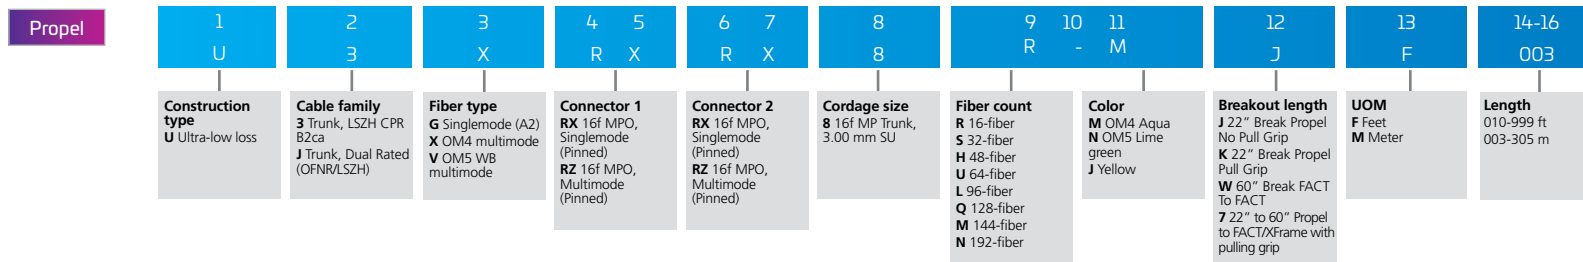 Propel
1
U
2
3
3
X
4 5
R X
6 7
R X
8
8
9 10 11
R - M
12
J
13
F
14-16
003
Construction
type
U Ultra-low loss
Cable family
3 Trunk, LSZH CPR
B2ca
J Trunk, Dual Rated
(OFNR/LSZH)
Fiber type
G Singlemode (A2)
X OM4 multimode
V OM5 WB
multimode
Connector 1
RX 16f MPO,
Singlemode
(Pinned)
RZ 16f MPO,
Multimode
(Pinned)
Connector 2
RX 16f MPO,
Singlemode
(Pinned)
RZ 16f MPO,
Multimode
(Pinned)
Cordage size
8 16f MP Trunk,
3.00 mm SU
Fiber count
R 16-fiber
S 32-fiber
H 48-fiber
U 64-fiber
L 96-fiber
Q 128-fiber
M 144-fiber
N 192-fiber
Color
M OM4 Aqua
N OM5 Lime
green
J Yellow
Breakout length
J 22” Break Propel
No Pull Grip
K 22” Break Propel
Pull Grip
W 60” Break FACT
To FACT
7 22” to 60” Propel
to FACT/XFrame with
pulling grip
UOM
F Feet
M Meter
Length
010-999 ft
003-305 m